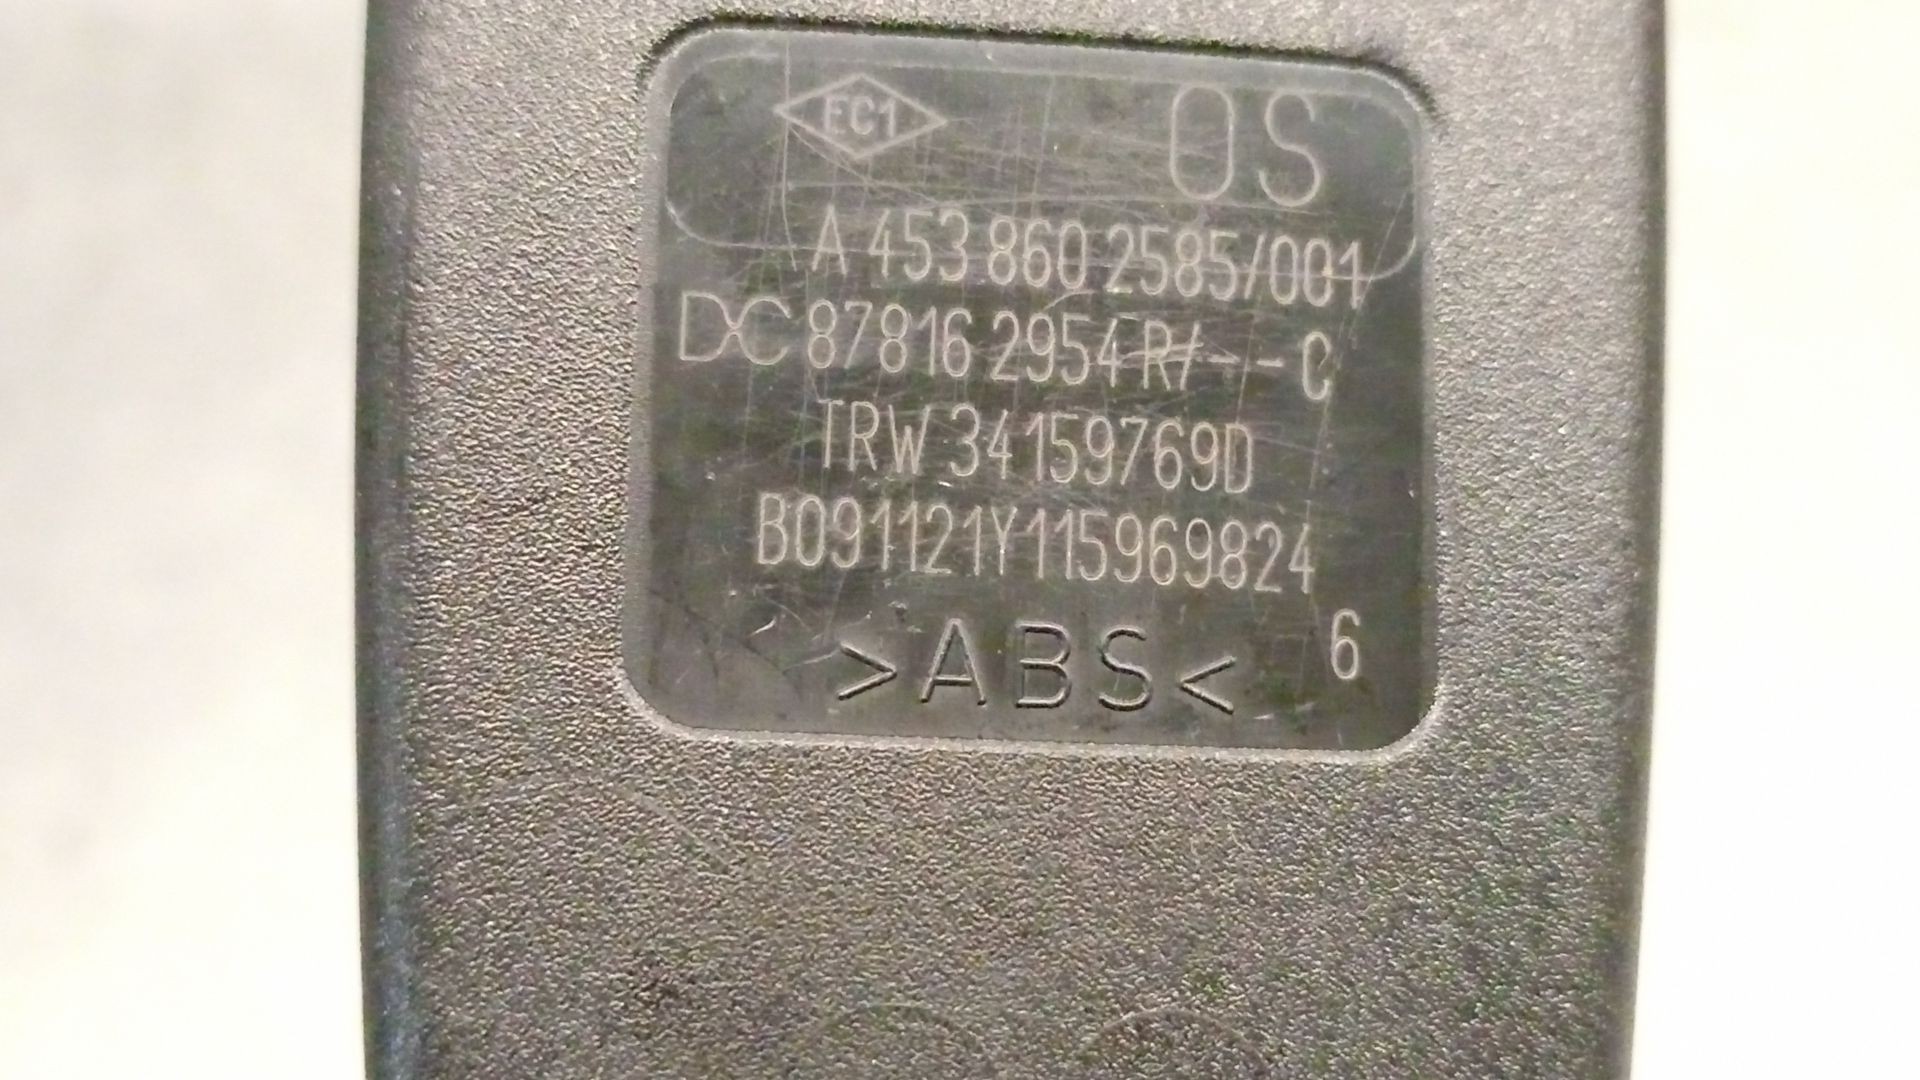 EC1 OS
A 453 860 2585/001
DC 87816 2954 R/--C
TRW 34159769D
B091121Y115969824
>ABS< 6